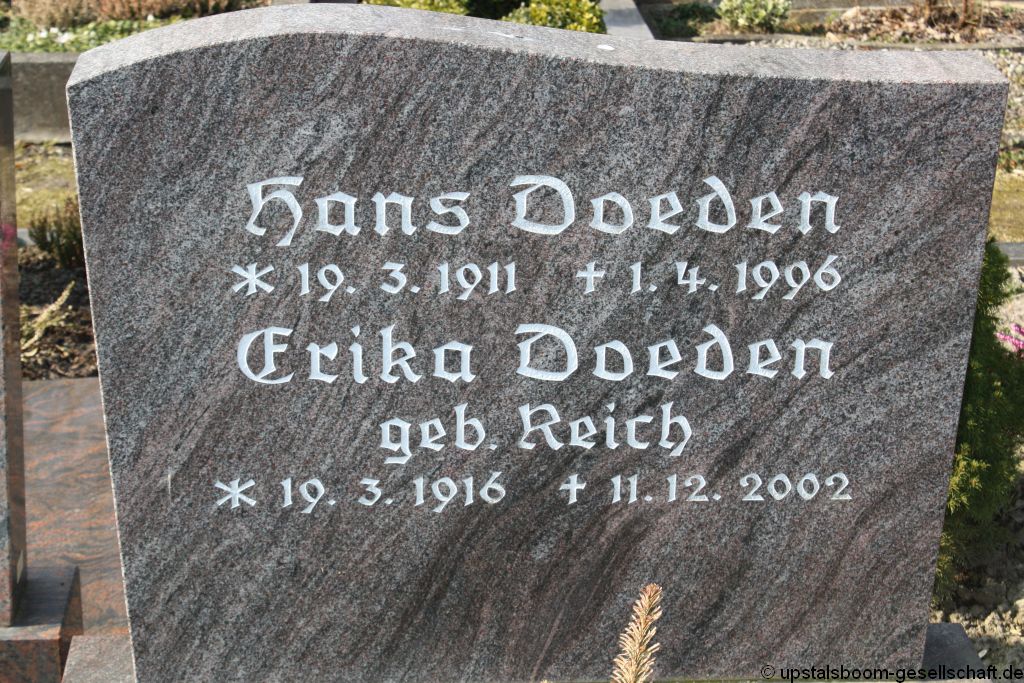 Hans Doeden
* 19. 3. 1911 † 1. 4. 1996
Erika Doeden
geb. Reich
* 19. 3. 1916 † 11. 12. 2002
© upstalsboom-gesellschaft.de